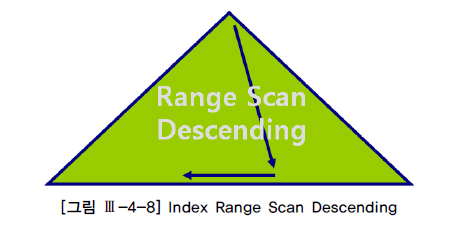 Range Scan
Descending
[그림 Ⅲ-4-8] Index Range Scan Descending